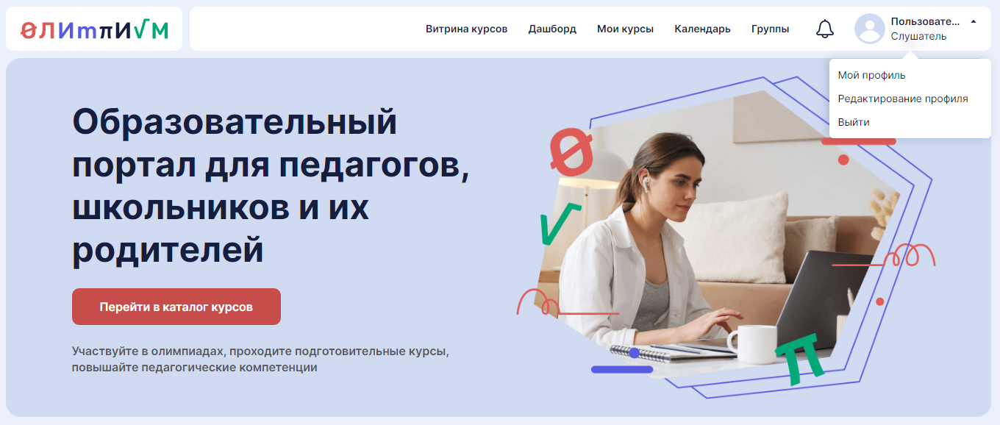 ОЛИтπИ√М
Витрина курсов
Дашборд
Мои курсы
Календарь
Группы
Пользовате...
Слушатель
Мой профиль
Редактирование профиля
Выйти
Образовательный
портал для педагогов,
школьников и их
родителей
Перейти в каталог курсов
Участвуйте в олимпиадах, проходите подготовительные курсы,
повышайте педагогические компетенции